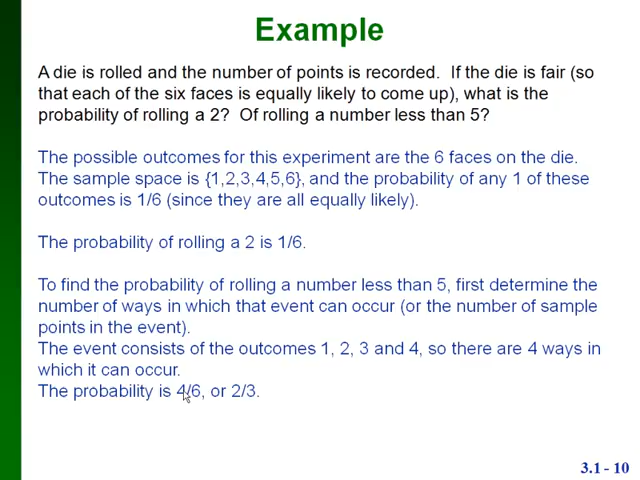 Example
A die is rolled and the number of points is recorded.  If the die is fair (so
that each of the six faces is equally likely to come up), what is the
probability of rolling a 2?  Of rolling a number less than 5?
The possible outcomes for this experiment are the 6 faces on the die.
The sample space is {1,2,3,4,5,6}, and the probability of any 1 of these
outcomes is 1/6 (since they are all equally likely).
The probability of rolling a 2 is 1/6.
To find the probability of rolling a number less than 5, first determine the
number of ways in which that event can occur (or the number of sample
points in the event).
The event consists of the outcomes 1, 2, 3 and 4, so there are 4 ways in
which it can occur.
The probability is 4/6, or 2/3.
3.1 - 10